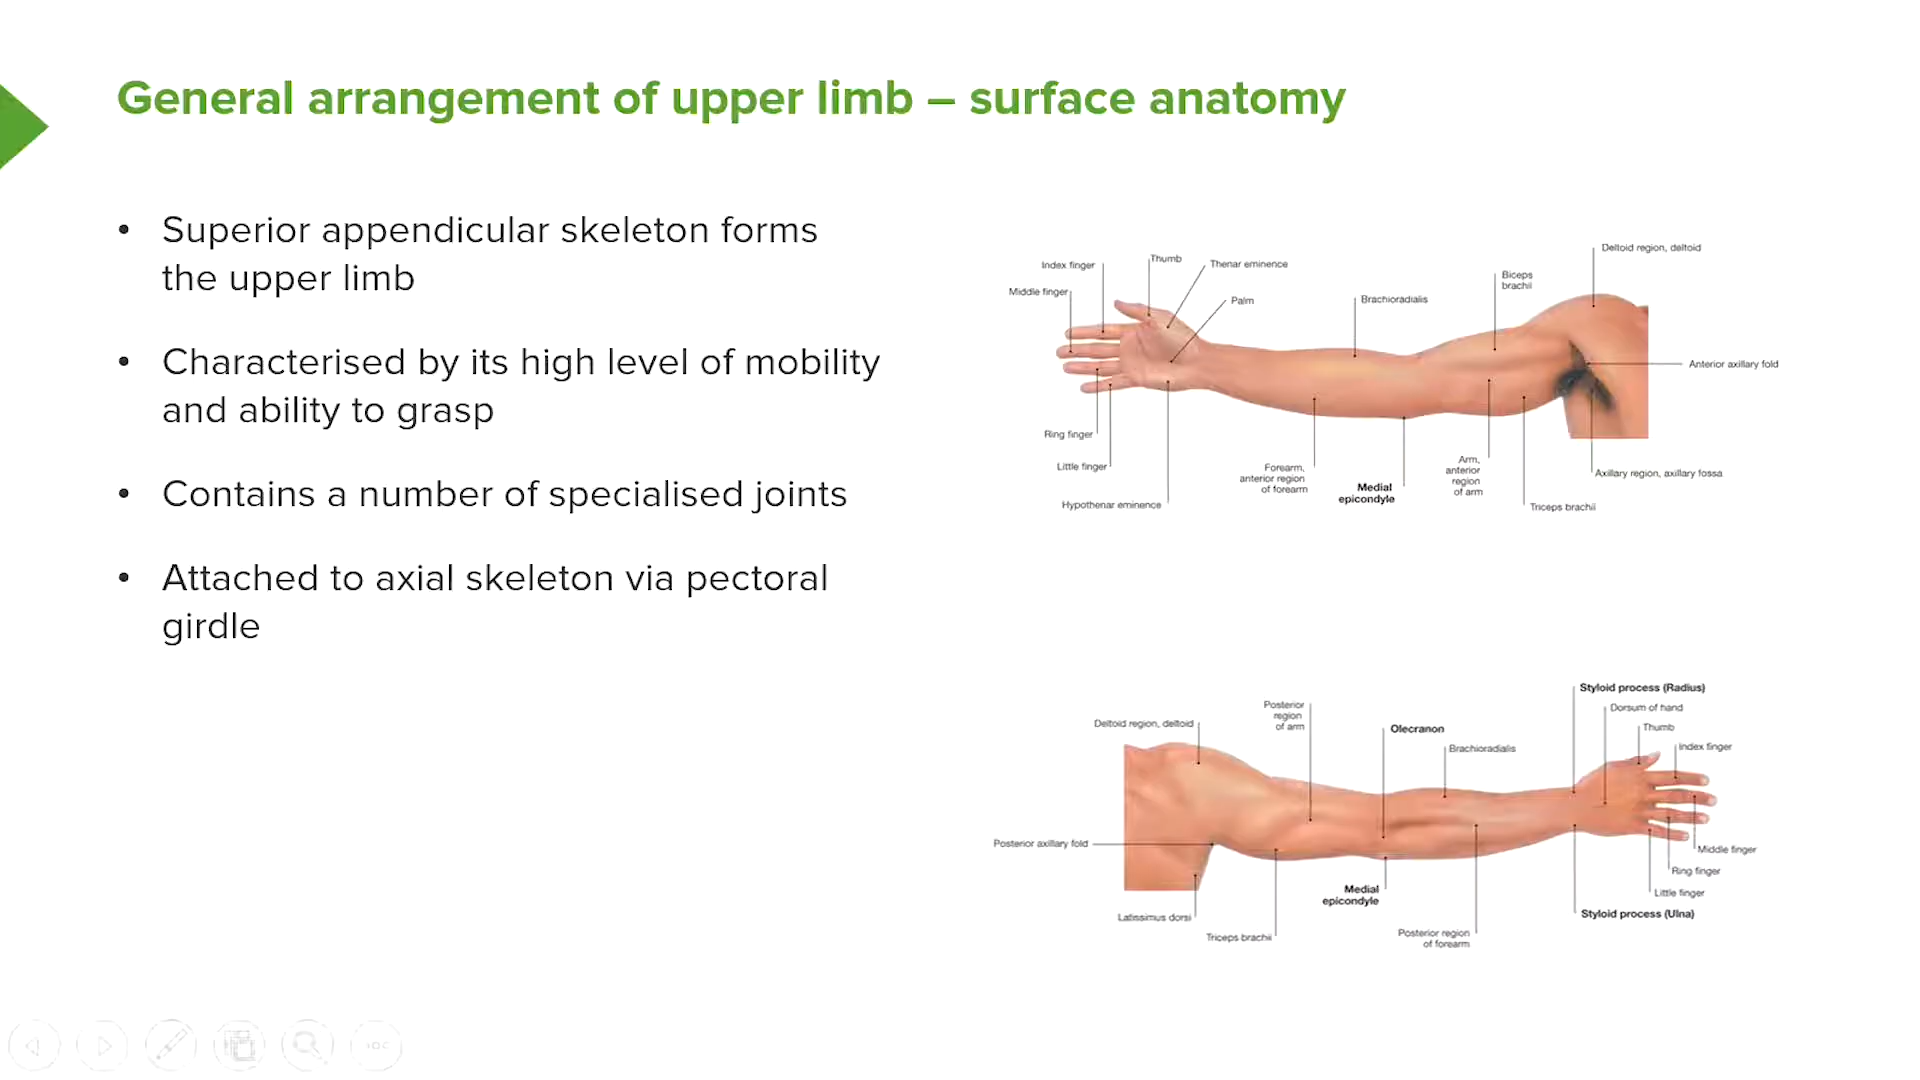 General arrangement of upper limb – surface anatomy
• Superior appendicular skeleton forms
the upper limb
• Characterised by its high level of mobility
and ability to grasp
• Contains a number of specialised joints
• Attached to axial skeleton via pectoral
girdle
Deltoid region, deltoid
Index finger
Thumb
Thenar eminence
Biceps
brachii
Middle finger
Palm
Brachioradialis
Anterior axillary fold
Ring finger
Little finger
Hypothenar eminence
Forearm,
anterior region
of forearm
Medial
epicondyle
Arm,
anterior
region
of arm
Triceps brachii
Axillary region, axillary fossa
Styloid process (Radius)
Dorsum of hand
Thumb
Index finger
Posterior
region
of arm
Deltoid region, deltoid
Olecranon
Brachioradialis
Posterior axillary fold
Latissimus dorsi
Triceps brachii
Medial
epicondyle
Posterior region
of forearm
Middle finger
Ring finger
Little finger
Styloid process (Ulna)